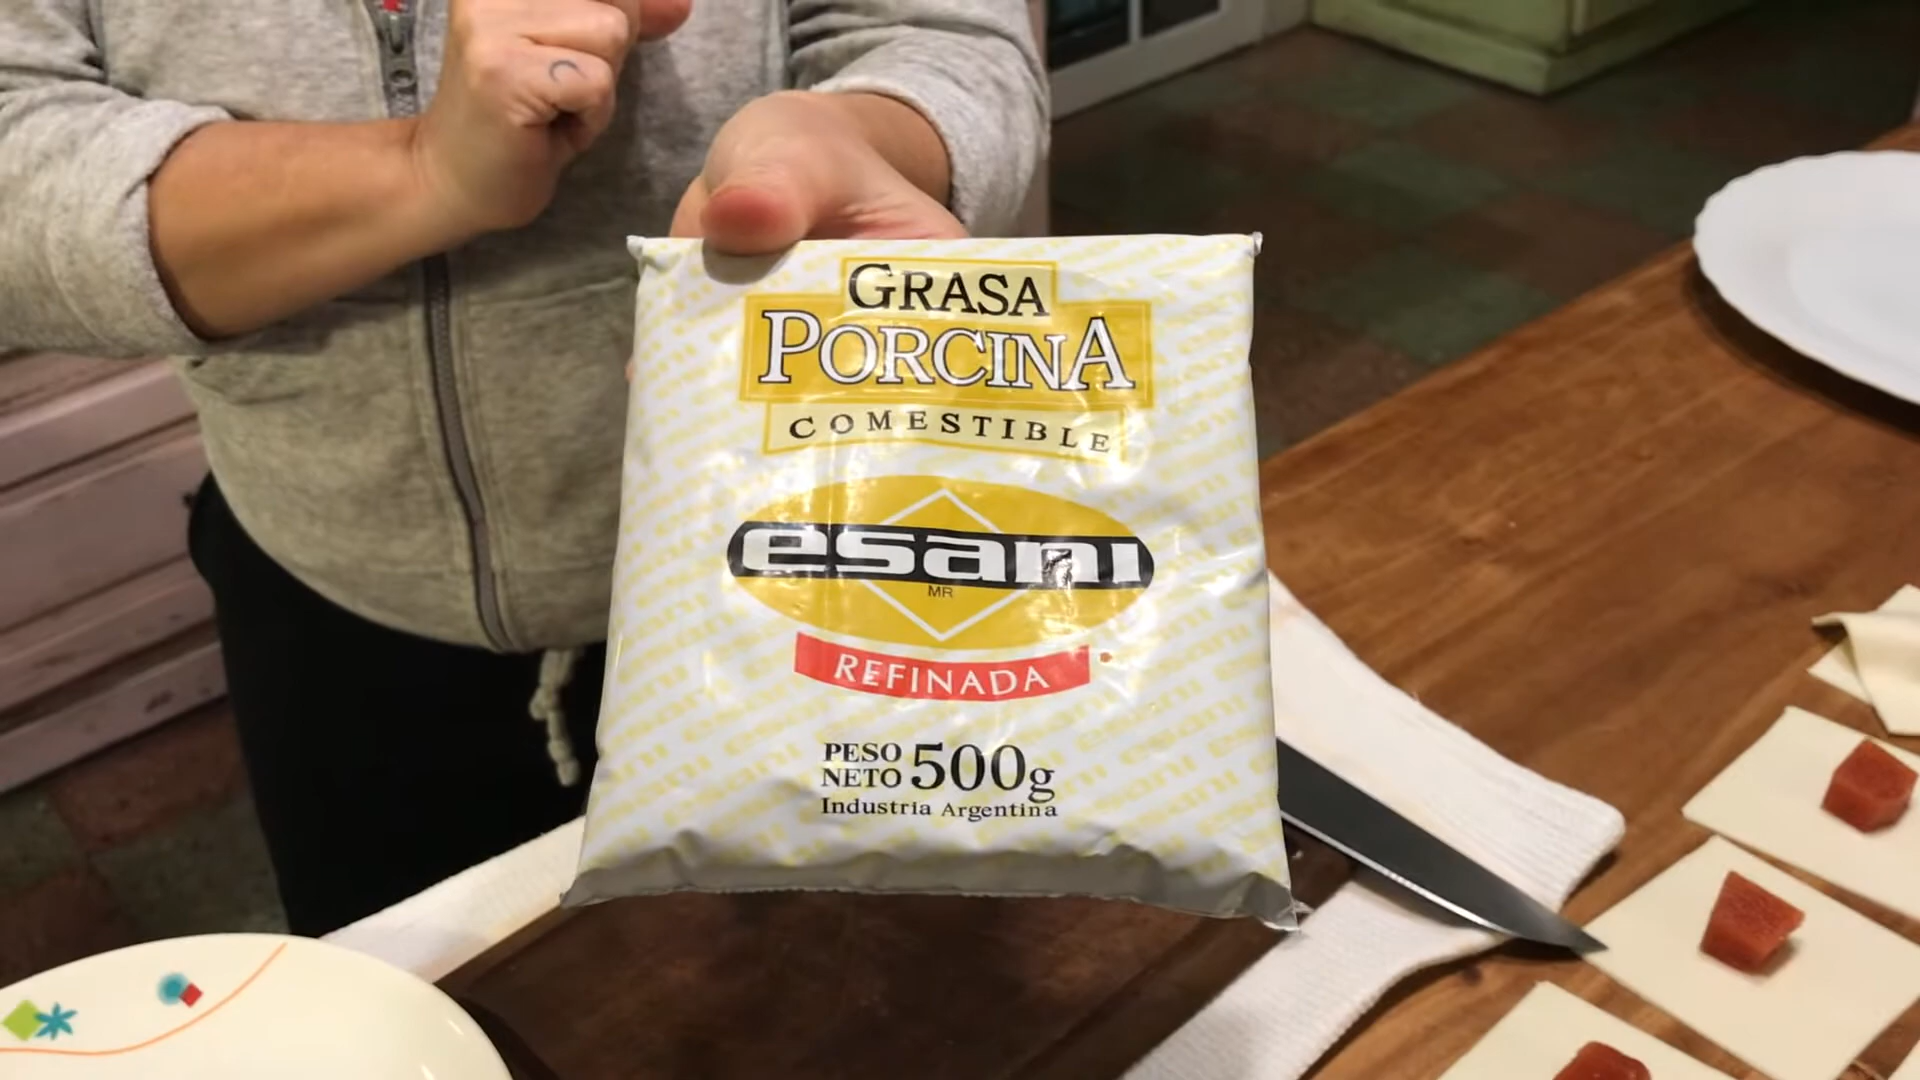 GRASA
PORCINA
COMESTIBLE
esani
MR
REFINADA
PESO
NETO 500g
Industria Argentina